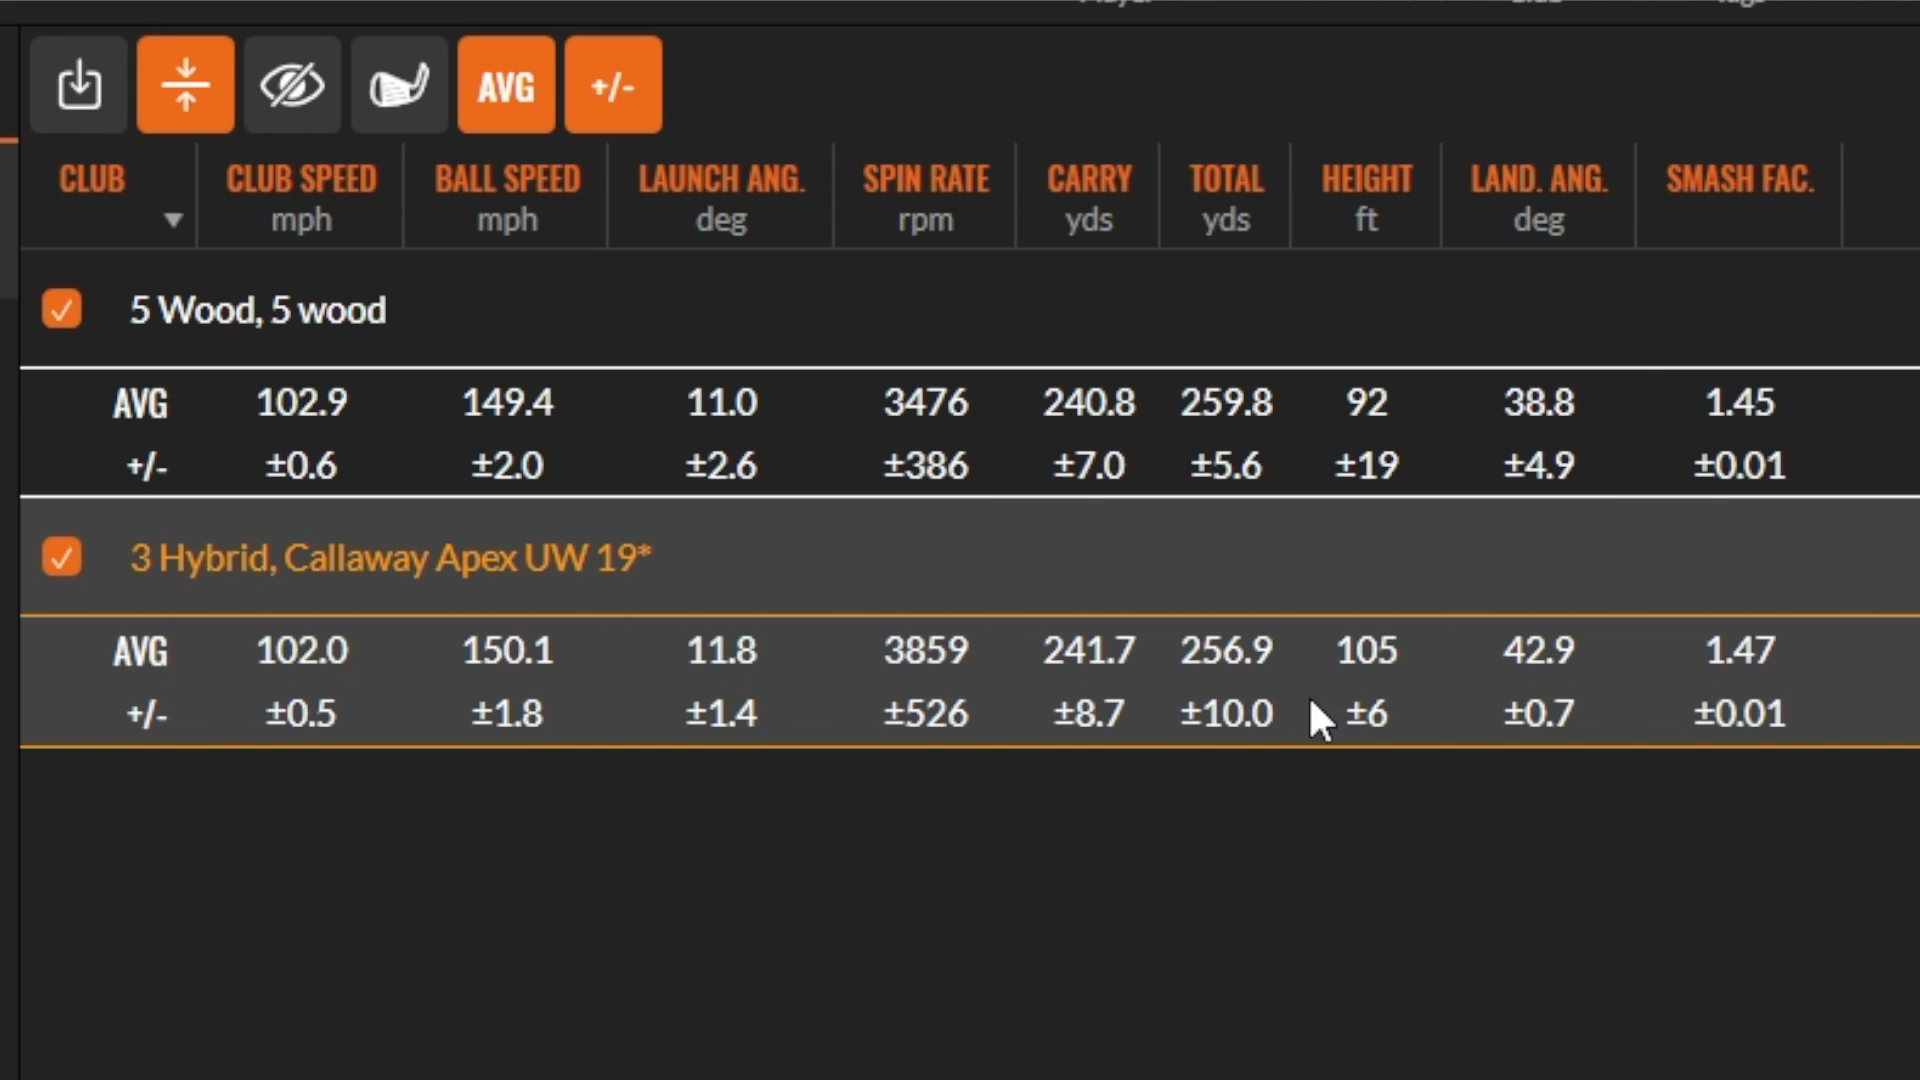 AVG +/-
CLUB CLUB SPEED BALL SPEED LAUNCH ANG. SPIN RATE CARRY TOTAL HEIGHT LAND. ANG. SMASH FAC.
mph mph deg rpm yds yds ft deg
5 Wood, 5 wood
AVG 102.9 149.4 11.0 3476 240.8 259.8 92 38.8 1.45
+/- ±0.6 ±2.0 ±2.6 ±386 ±7.0 ±5.6 ±19 ±4.9 ±0.01
3 Hybrid, Callaway Apex UW 19*
AVG 102.0 150.1 11.8 3859 241.7 256.9 105 42.9 1.47
+/- ±0.5 ±1.8 ±1.4 ±526 ±8.7 ±10.0 ±6 ±0.7 ±0.01